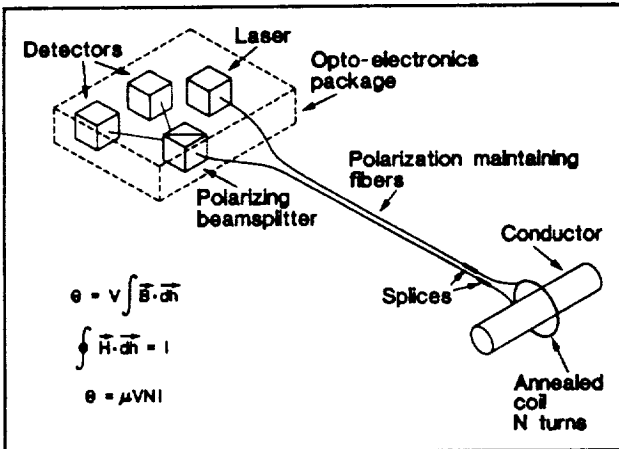 Laser
Detectors
Opto-electronics
package
Polarization maintaining
fibers
Polarizing
beamsplitter
Conductor
Splices
θ = V ∫ B⃗·dh⃗
∮ H⃗·dh⃗ = I
θ = μVNI
Annealed
coil
N turns